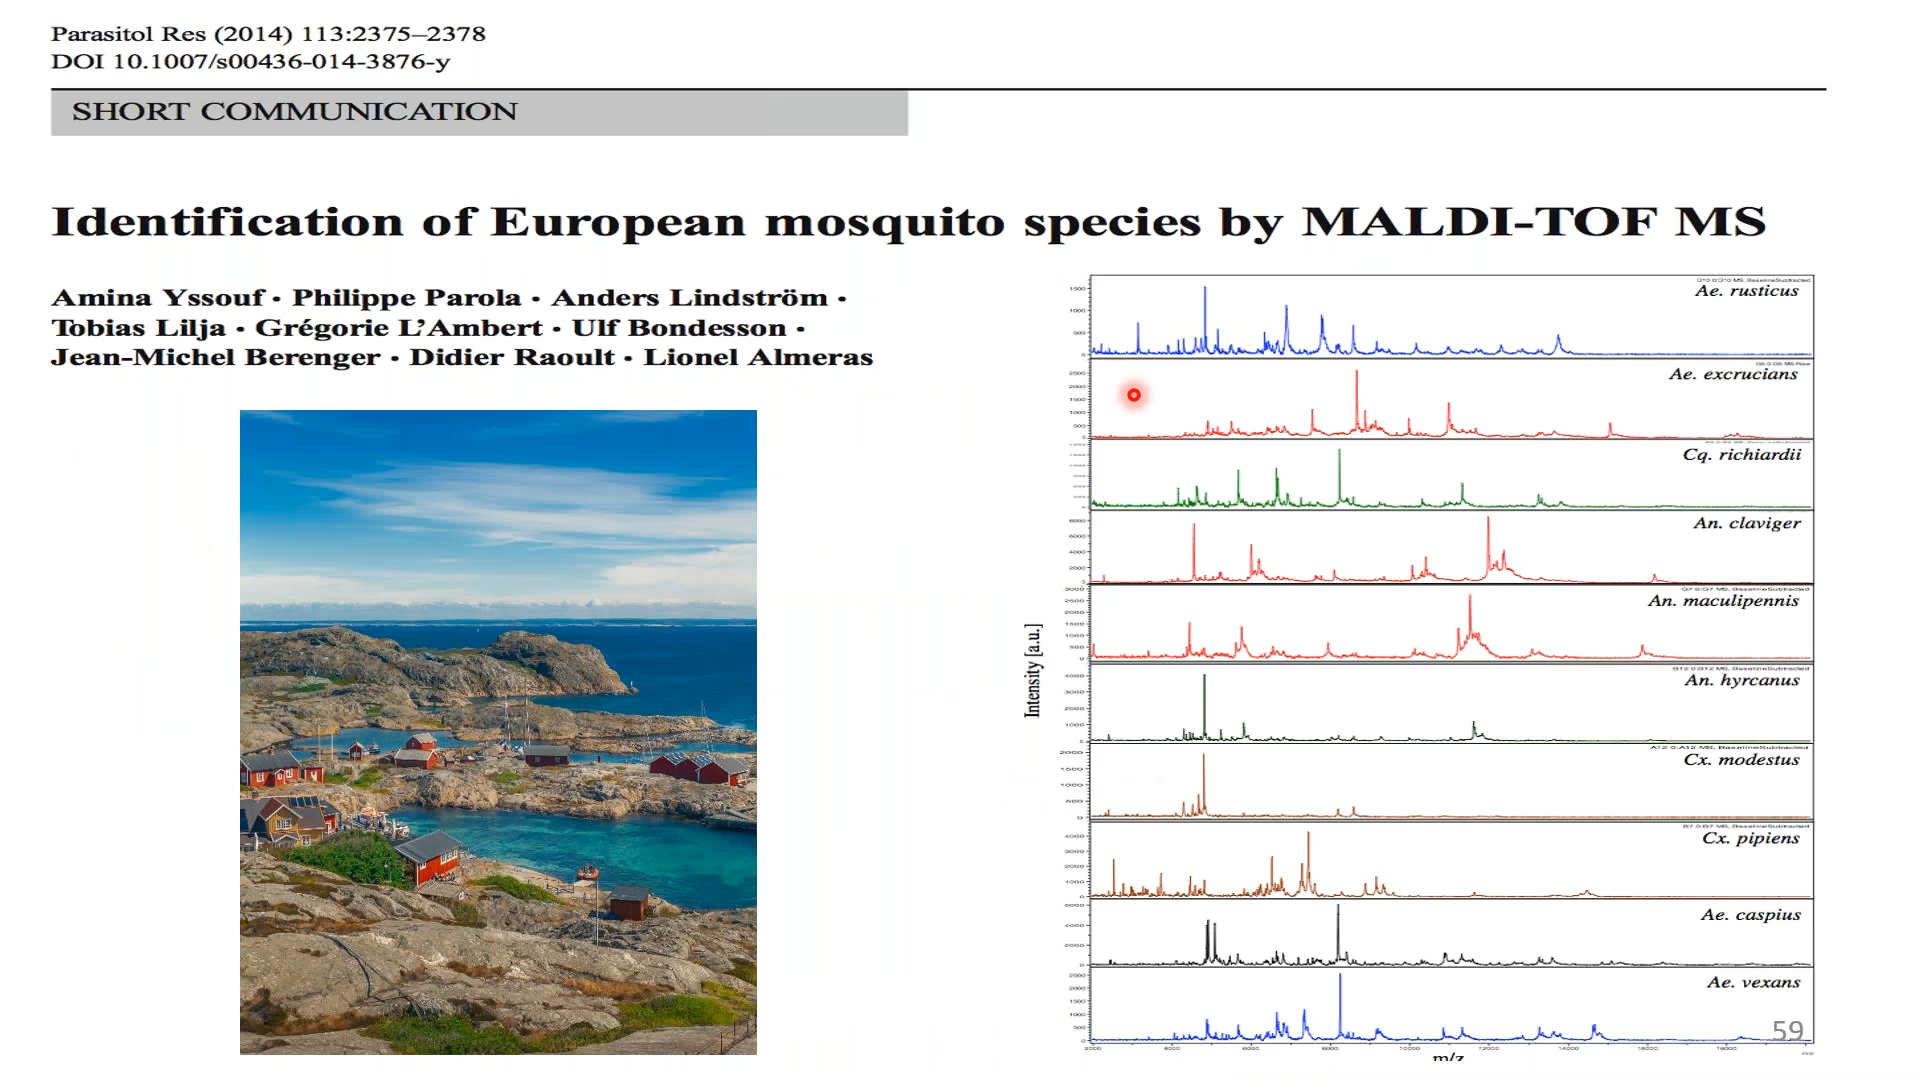 Parasitol Res (2014) 113:2375–2378
DOI 10.1007/s00436-014-3876-y
SHORT COMMUNICATION
Identification of European mosquito species by MALDI-TOF MS
Amina Yssouf · Philippe Parola · Anders Lindström ·
Tobias Lilja · Grégorie L'Ambert · Ulf Bondesson ·
Jean-Michel Berenger · Didier Raoult · Lionel Almeras
Ae. rusticus
Ae. excrucians
Cq. richiardii
An. claviger
An. maculipennis
An. hyrcanus
Cx. modestus
Cx. pipiens
Ae. caspius
Ae. vexans
Intensity [a.u.]
m/z
59